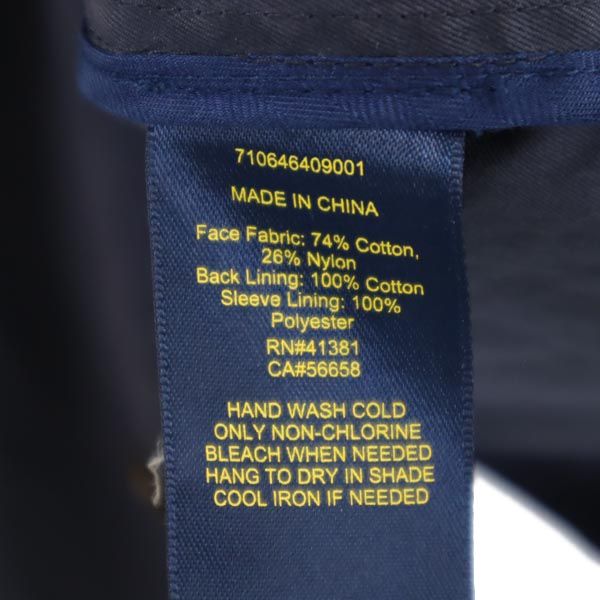 710646409001
MADE IN CHINA
Face Fabric: 74% Cotton,
26% Nylon
Back Lining: 100% Cotton
Sleeve Lining: 100%
Polyester
RN#41381
CA#56658
HAND WASH COLD
ONLY NON-CHLORINE
BLEACH WHEN NEEDED
HANG TO DRY IN SHADE
COOL IRON IF NEEDED